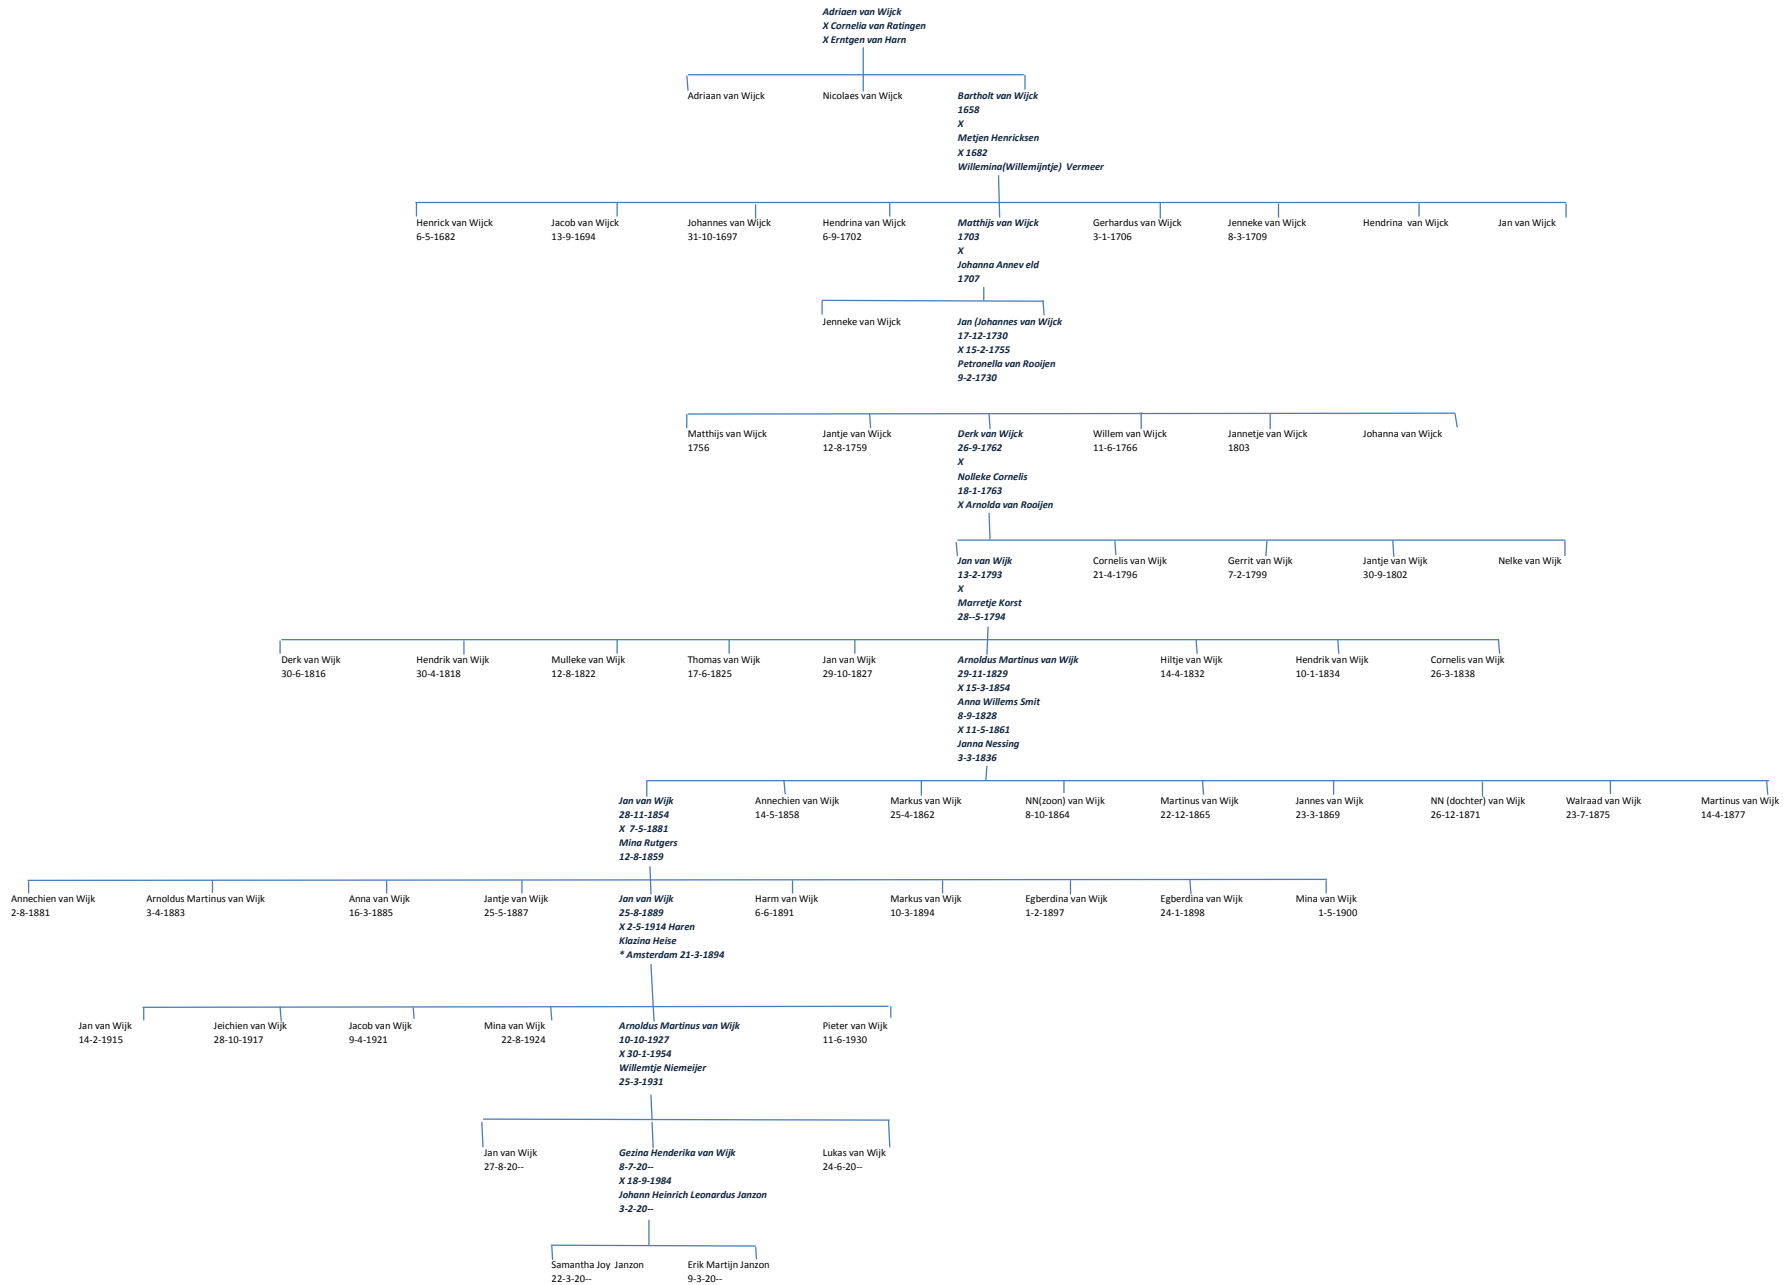 Adriaen van Wijck
X Cornelia van Ratingen
X Erntgen van Harn
Adriaan van Wijck
Nicolaes van Wijck
Bartholt van Wijck
1658
X
Metjen Henricksen
X 1682
Willemina(Willemijntje) Vermeer
Henrick van Wijck
6-5-1682
Jacob van Wijck
13-9-1694
Johannes van Wijck
31-10-1697
Hendrina van Wijck
6-9-1702
Matthijs van Wijck
1703
X
Johanna Annev eld
1707
Gerhardus van Wijck
3-1-1706
Jenneke van Wijck
8-3-1709
Hendrina van Wijck
Jan van Wijck
Jenneke van Wijck
Jan (Johannes van Wijck
17-12-1730
X 15-2-1755
Petronella van Rooijen
9-2-1730
Matthijs van Wijck
1756
Jantje van Wijck
12-8-1759
Derk van Wijck
26-9-1762
X
Nolleke Cornelis
18-1-1763
X Arnolda van Rooijen
Willem van Wijck
11-6-1766
Jannetje van Wijck
1803
Johanna van Wijck
Jan van Wijk
13-2-1793
X
Marretje Korst
28--5-1794
Cornelis van Wijk
21-4-1796
Gerrit van Wijk
7-2-1799
Jantje van Wijk
30-9-1802
Nelke van Wijk
Derk van Wijk
30-6-1816
Hendrik van Wijk
30-4-1818
Mulleke van Wijk
12-8-1822
Thomas van Wijk
17-6-1825
Jan van Wijk
29-10-1827
Arnoldus Martinus van Wijk
29-11-1829
X 15-3-1854
Anna Willems Smit
8-9-1828
X 11-5-1861
Janna Nessing
3-3-1836
Hiltje van Wijk
14-4-1832
Hendrik van Wijk
10-1-1834
Cornelis van Wijk
26-3-1838
Jan van Wijk
28-11-1854
X 7-5-1881
Mina Rutgers
12-8-1859
Annechien van Wijk
14-5-1858
Markus van Wijk
25-4-1862
NN(zoon) van Wijk
8-10-1864
Martinus van Wijk
22-12-1865
Jannes van Wijk
23-3-1869
NN (dochter) van Wijk
26-12-1871
Walraad van Wijk
23-7-1875
Martinus van Wijk
14-4-1877
Annechien van Wijk
2-8-1881
Arnoldus Martinus van Wijk
3-4-1883
Anna van Wijk
16-3-1885
Jantje van Wijk
25-5-1887
Jan van Wijk
25-8-1889
X 2-5-1914 Haren
Klazina Heise
* Amsterdam 21-3-1894
Harm van Wijk
6-6-1891
Markus van Wijk
10-3-1894
Egberdina van Wijk
1-2-1897
Egberdina van Wijk
24-1-1898
Mina van Wijk
1-5-1900
Jan van Wijk
14-2-1915
Jeichien van Wijk
28-10-1917
Jacob van Wijk
9-4-1921
Mina van Wijk
22-8-1924
Arnoldus Martinus van Wijk
10-10-1927
X 30-1-1954
Willemtje Niemeijer
25-3-1931
Pieter van Wijk
11-6-1930
Jan van Wijk
27-8-20--
Gezina Henderika van Wijk
8-7-20--
X 18-9-1984
Johann Heinrich Leonardus Janzon
3-2-20--
Lukas van Wijk
24-6-20--
Samantha Joy Janzon
22-3-20--
Erik Martijn Janzon
9-3-20--